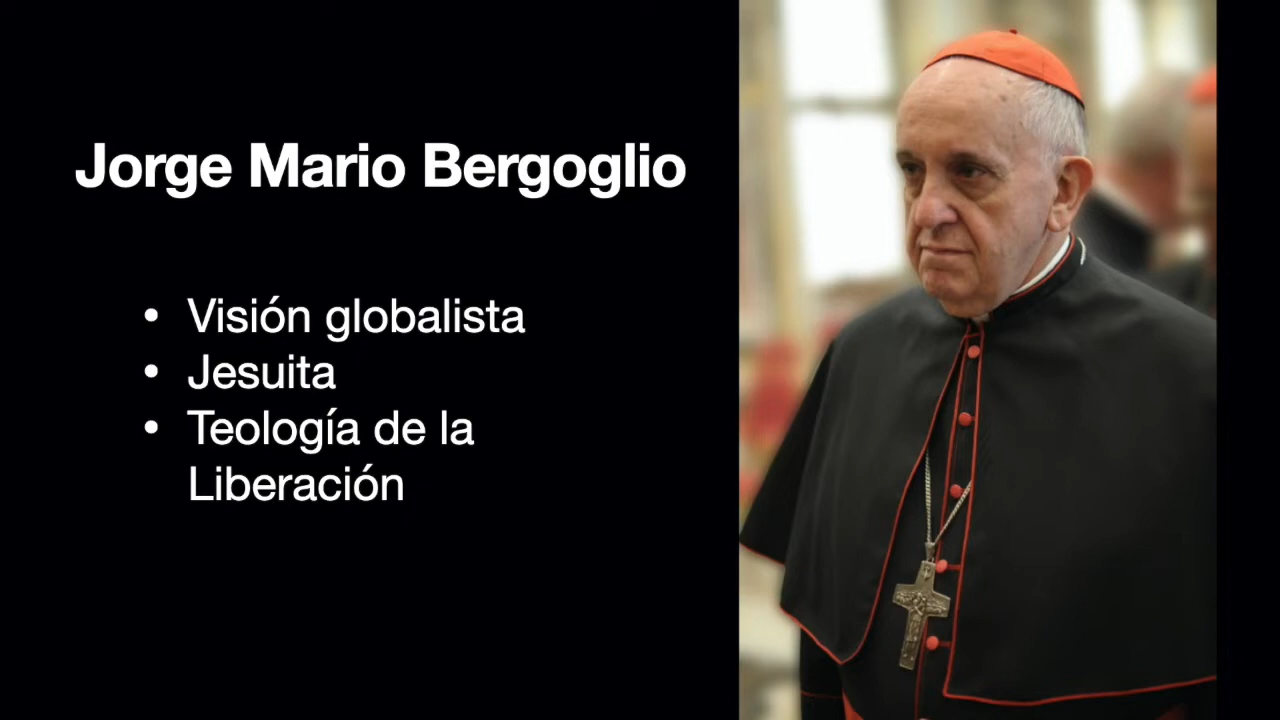 Jorge Mario Bergoglio
• Visión globalista
• Jesuita
• Teología de la
Liberación